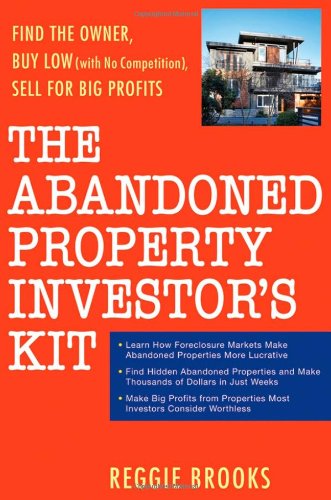 FIND THE OWNER,
BUY LOW (with No Competition),
SELL FOR BIG PROFITS
THE
ABANDONED
PROPERTY
INVESTOR'S
KIT
• Learn How Foreclosure Markets Make
Abandoned Properties More Lucrative
• Find Hidden Abandoned Properties and Make
Thousands of Dollars in Just Weeks
• Make Big Profits from Properties Most
Investors Consider Worthless
REGGIE BROOKS